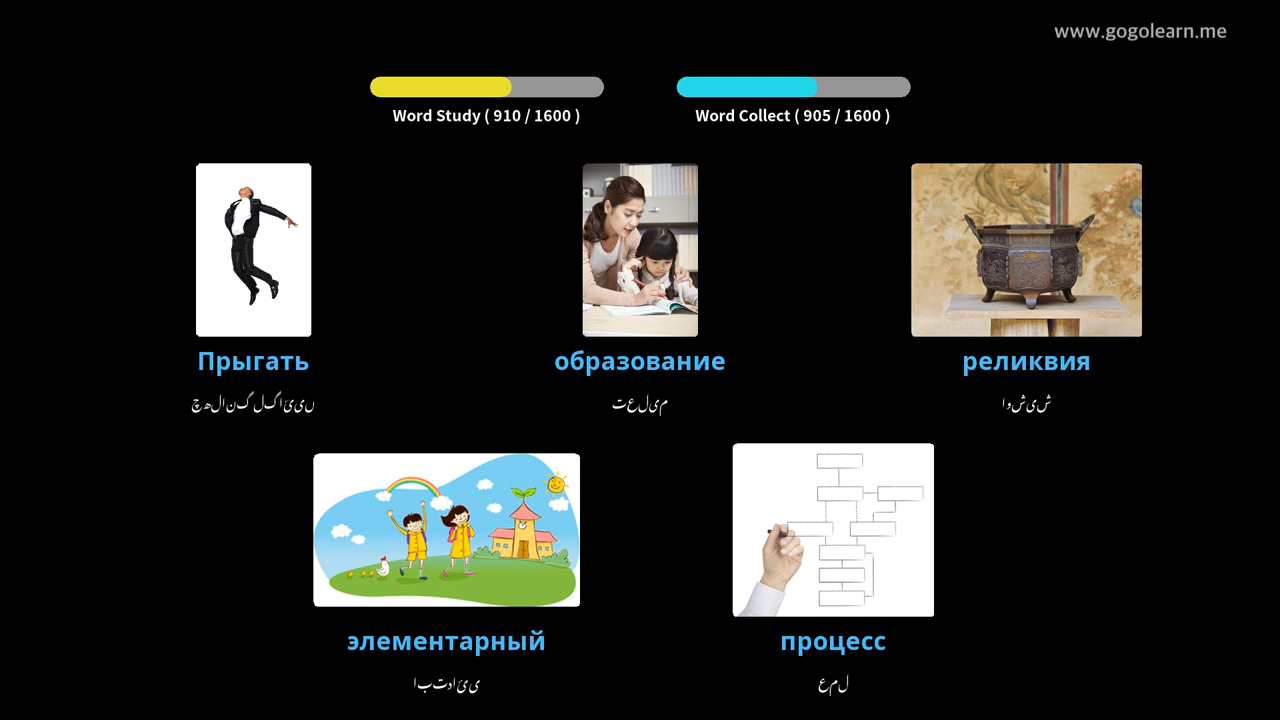 www.gogolearn.me
Word Study ( 910 / 1600 )
Word Collect ( 905 / 1600 )
Прыгать
образование
реликвия
چھلانگ لگائیں
تعلیم
اوشیش
элементарный
процесс
ابتدائی
عمل